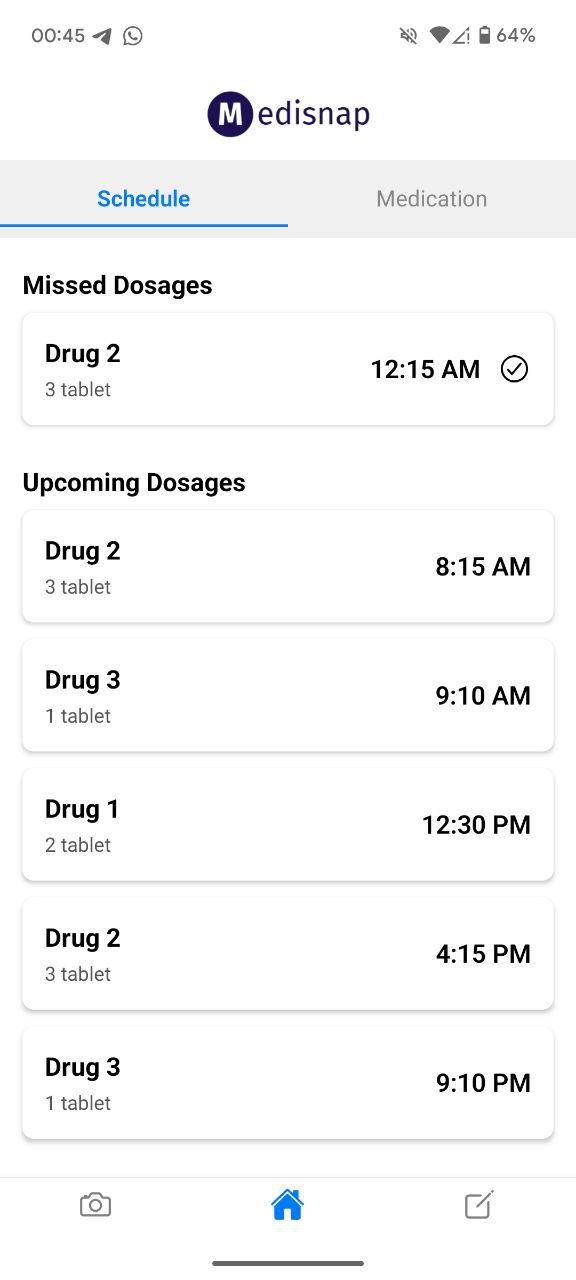 00:45
64%
Medisnap
Schedule
Medication
Missed Dosages
Drug 2
3 tablet
12:15 AM
Upcoming Dosages
Drug 2
3 tablet
8:15 AM
Drug 3
1 tablet
9:10 AM
Drug 1
2 tablet
12:30 PM
Drug 2
3 tablet
4:15 PM
Drug 3
1 tablet
9:10 PM